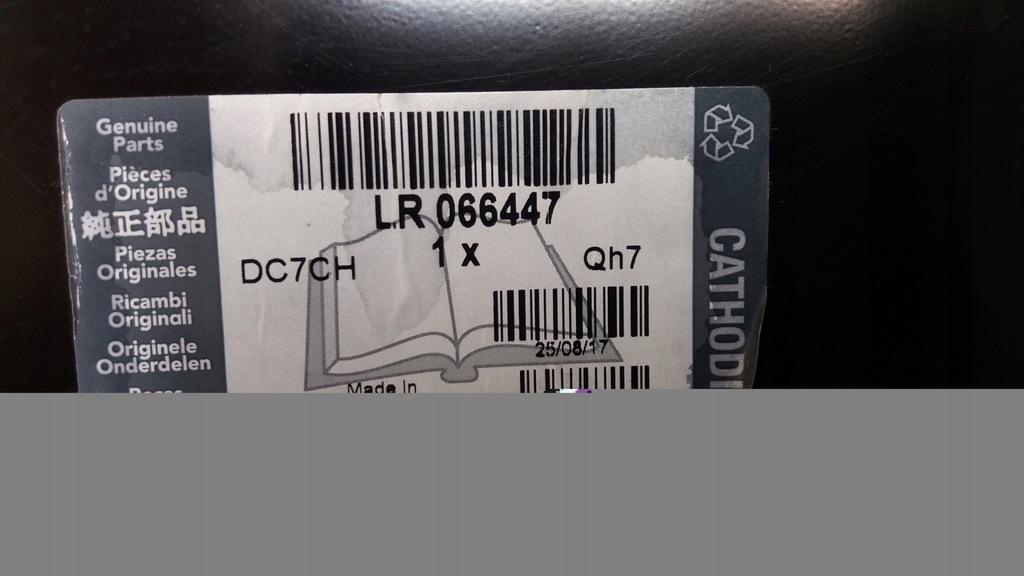 Genuine
Parts
Pièces
d'Origine
純正部品
Piezas
Originales
Ricambi
Originali
Originele
Onderdelen
LR 066447
1 x
DC7CH
Qh7
25/08/17
Made In